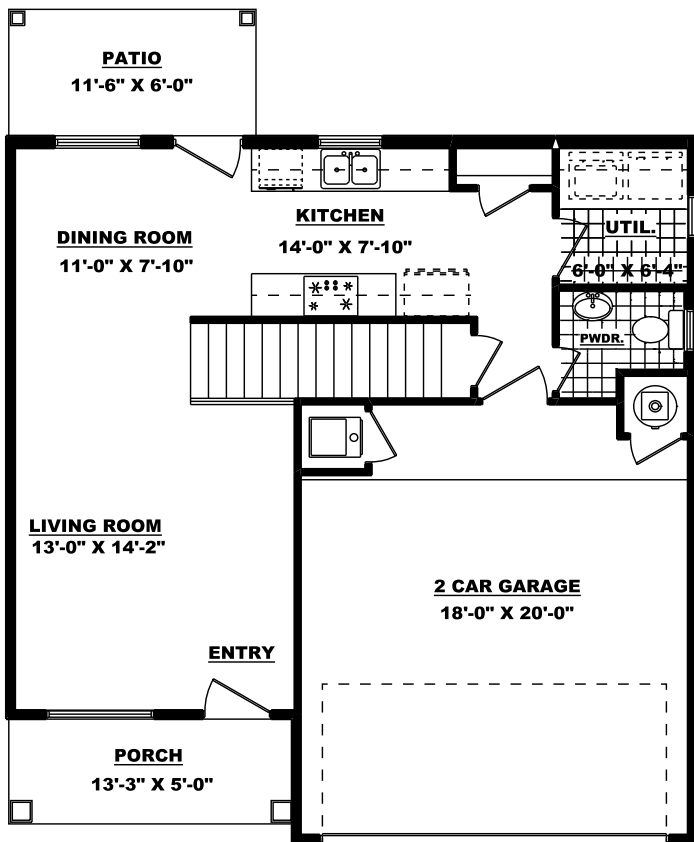 PATIO
11'-6" X 6'-0"
KITCHEN
14'-0" X 7'-10"
DINING ROOM
11'-0" X 7'-10"
UTIL.
6'-0" X 6'-4"
PWDR.
LIVING ROOM
13'-0" X 14'-2"
2 CAR GARAGE
18'-0" X 20'-0"
ENTRY
PORCH
13'-3" X 5'-0"